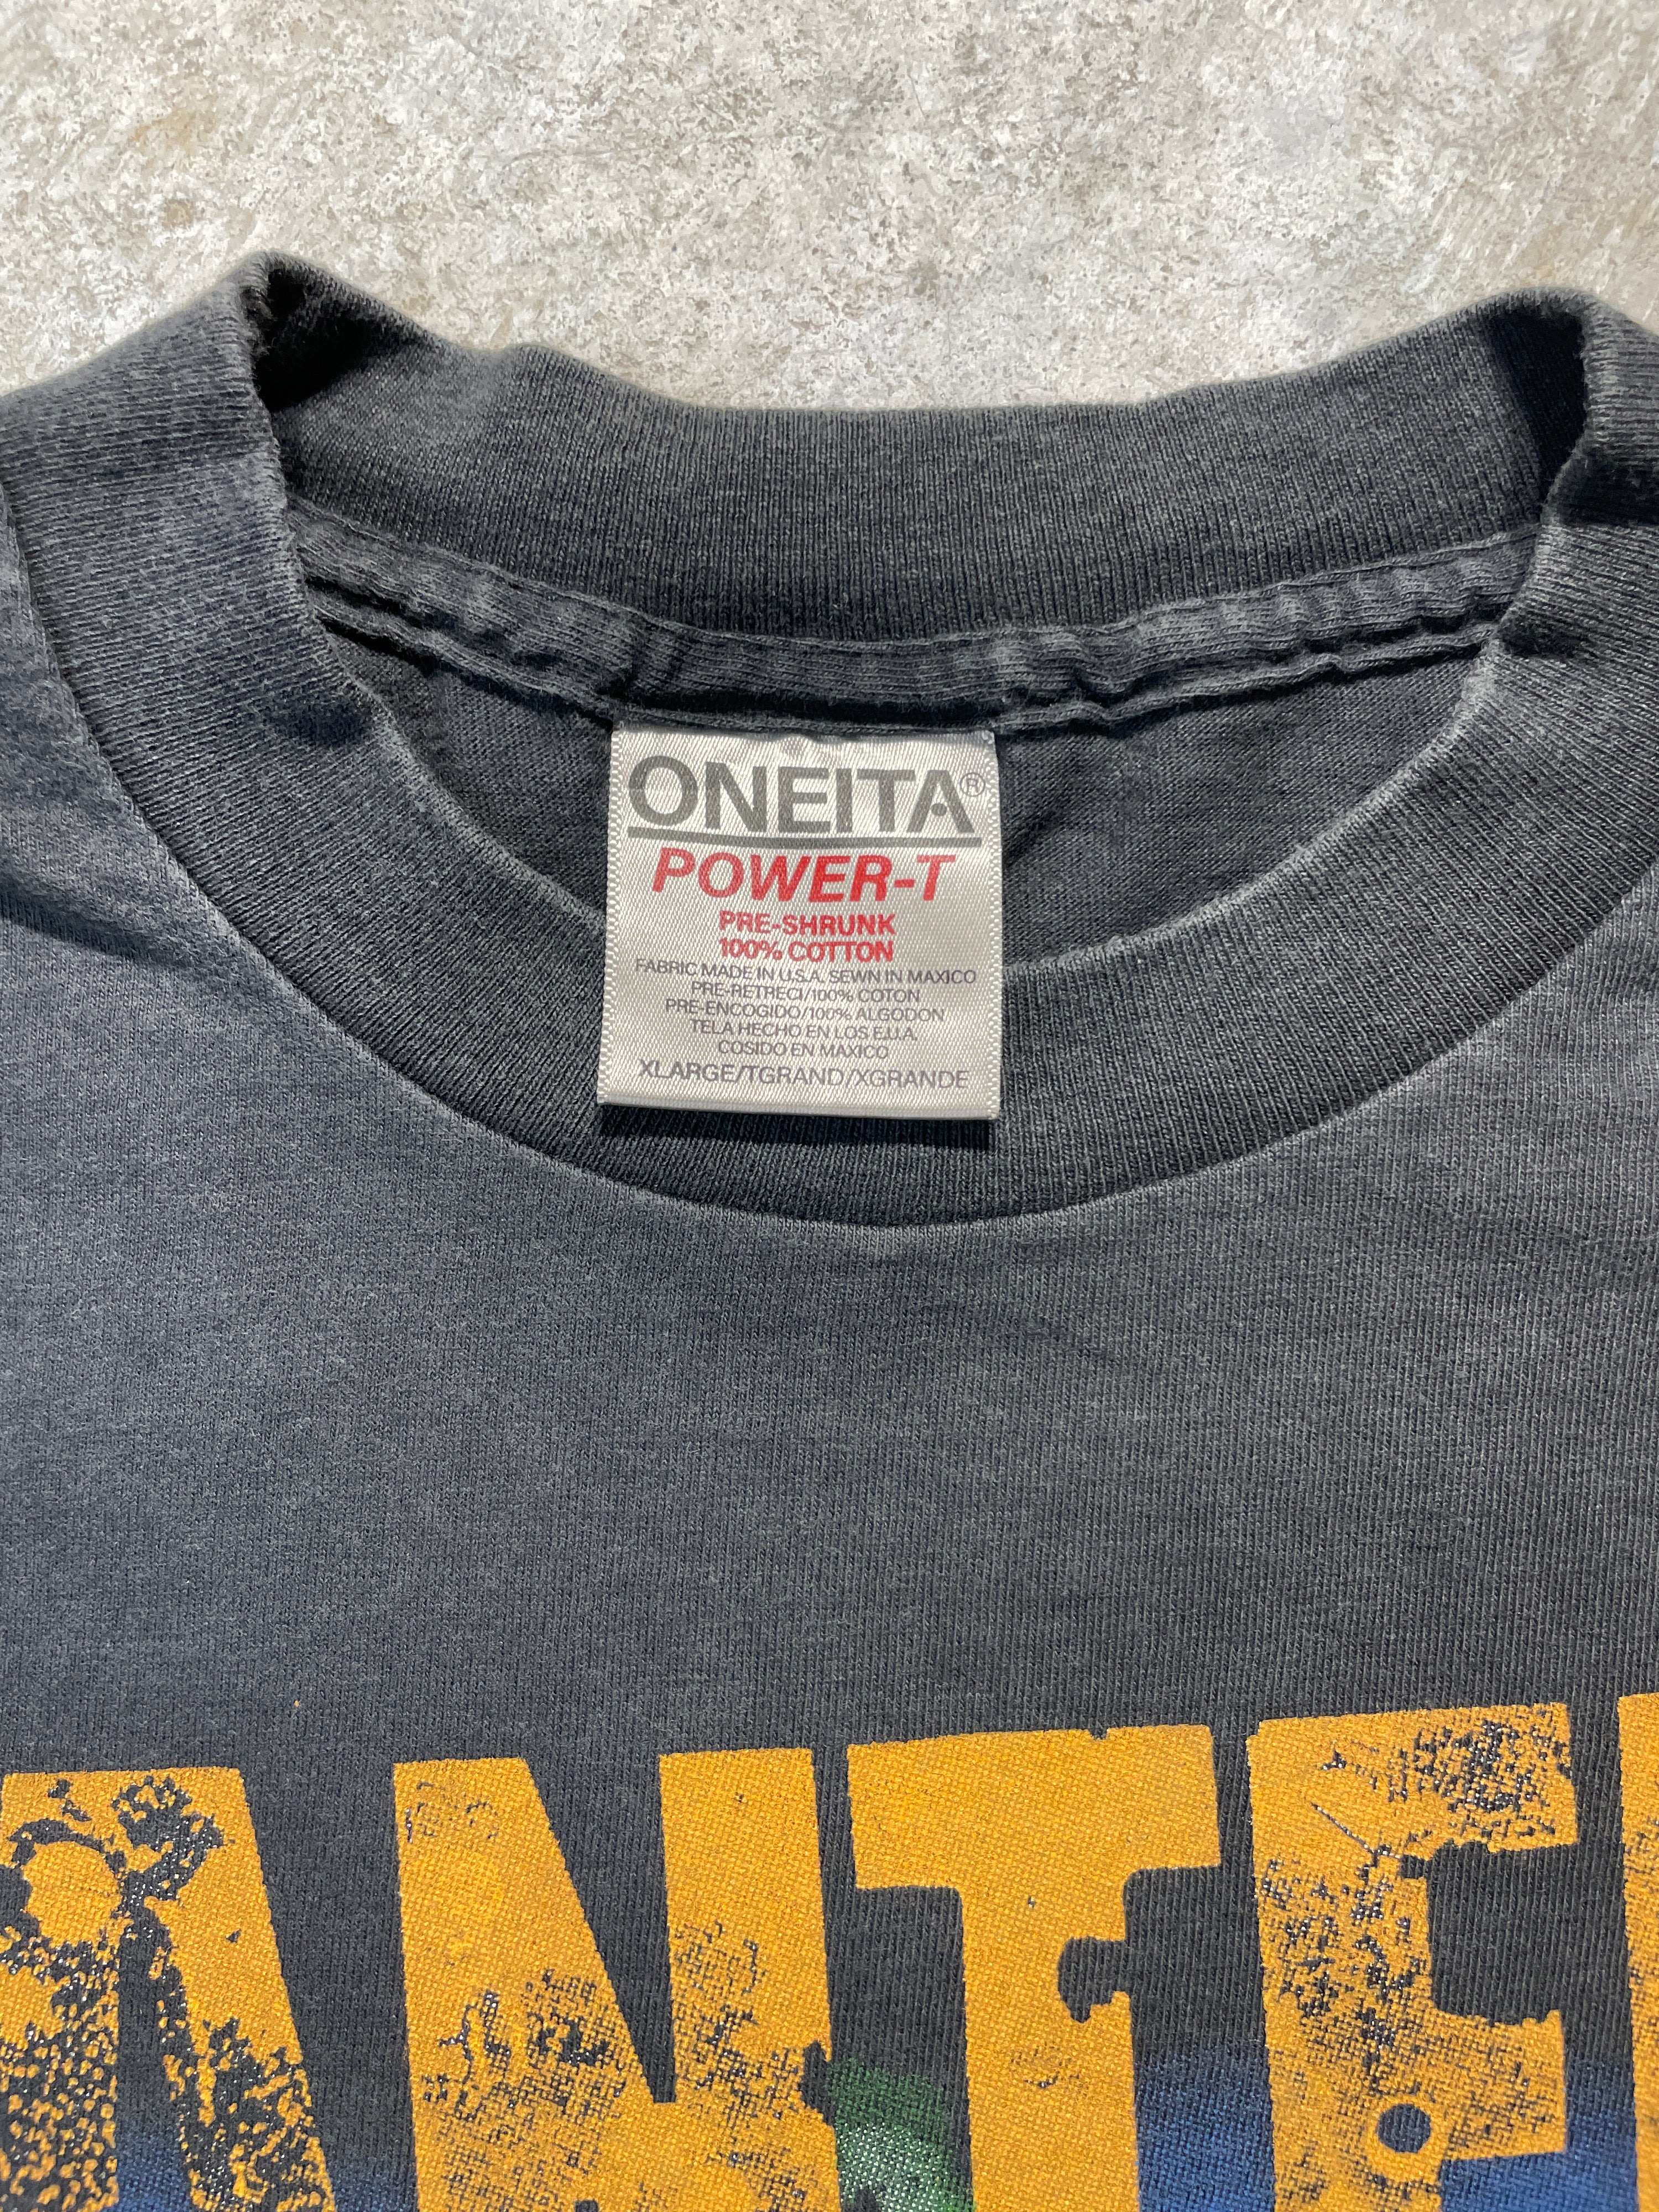 ONEITA®
POWER-T
PRE-SHRUNK
100% COTTON
FABRIC MADE IN U.S.A. SEWN IN MAXICO
PRE-RETRECI/100% COTON
PRE-ENCOGIDO/100% ALGODON
TELA HECHO EN LOS E.U.A.
COSIDO EN MAXICO
XLARGE/TGRAND/XGRANDE
ANTE